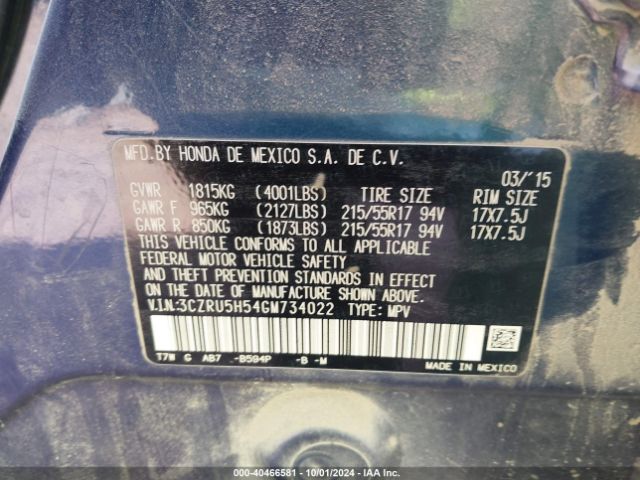 MFD.BY HONDA DE MEXICO S.A. DE C.V.
03/'15
GVWR 1815KG (4001LBS) TIRE SIZE RIM SIZE
GAWR F 965KG (2127LBS) 215/55R17 94V 17X7.5J
GAWR R 850KG (1873LBS) 215/55R17 94V 17X7.5J
THIS VEHICLE CONFORMS TO ALL APPLICABLE
FEDERAL MOTOR VEHICLE SAFETY
AND THEFT PREVENTION STANDARDS IN EFFECT
ON THE DATE OF MANUFACTURE SHOWN ABOVE.
V.I.N.:3CZRU5H54GM734022 TYPE: MPV
T7W G AB7 -B594P -B -M
MADE IN MEXICO
000-40466581 - 10/01/2024 - IAA Inc.